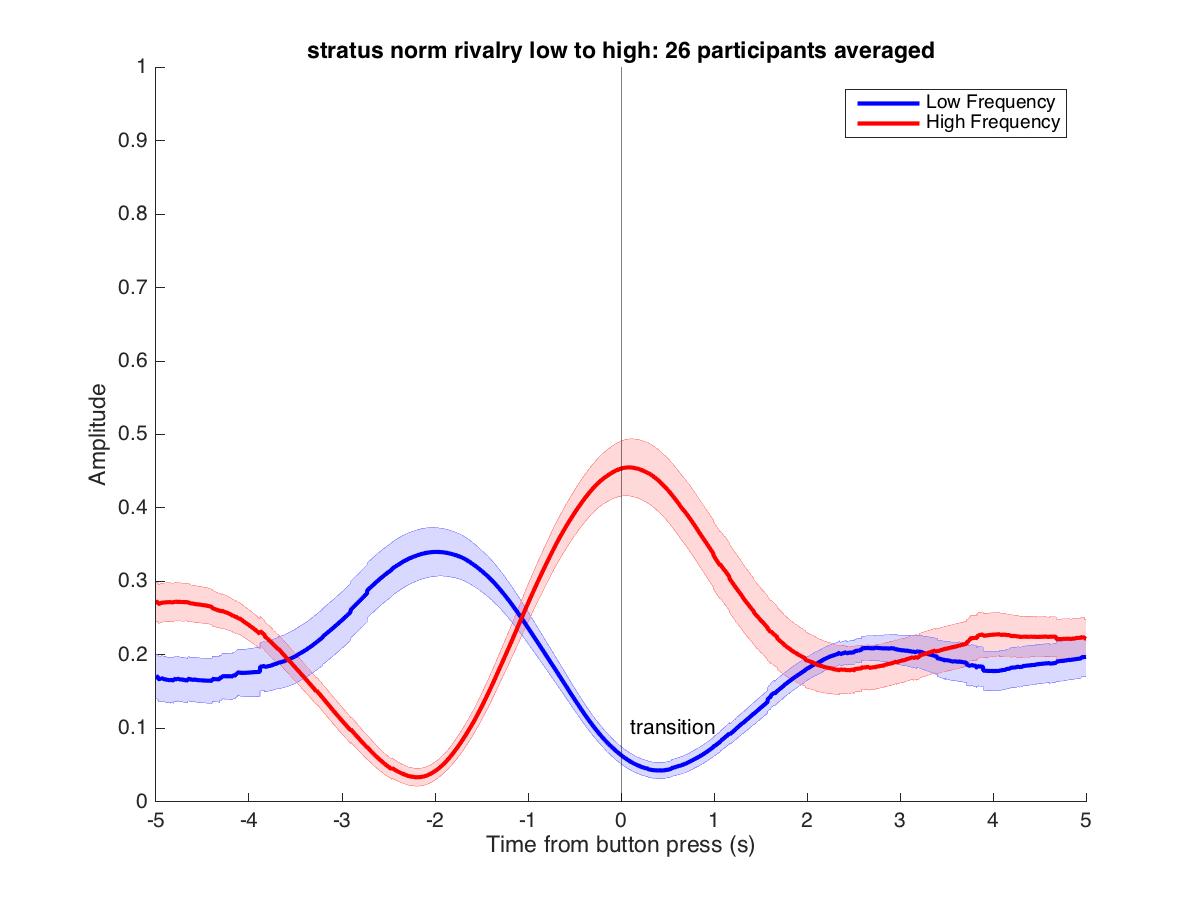 stratus norm rivalry low to high: 26 participants averaged
Low Frequency
High Frequency
1
0.9
0.8
0.7
0.6
0.5
0.4
0.3
0.2
0.1
0
Amplitude
transition
-5 -4 -3 -2 -1 0 1 2 3 4 5
Time from button press (s)